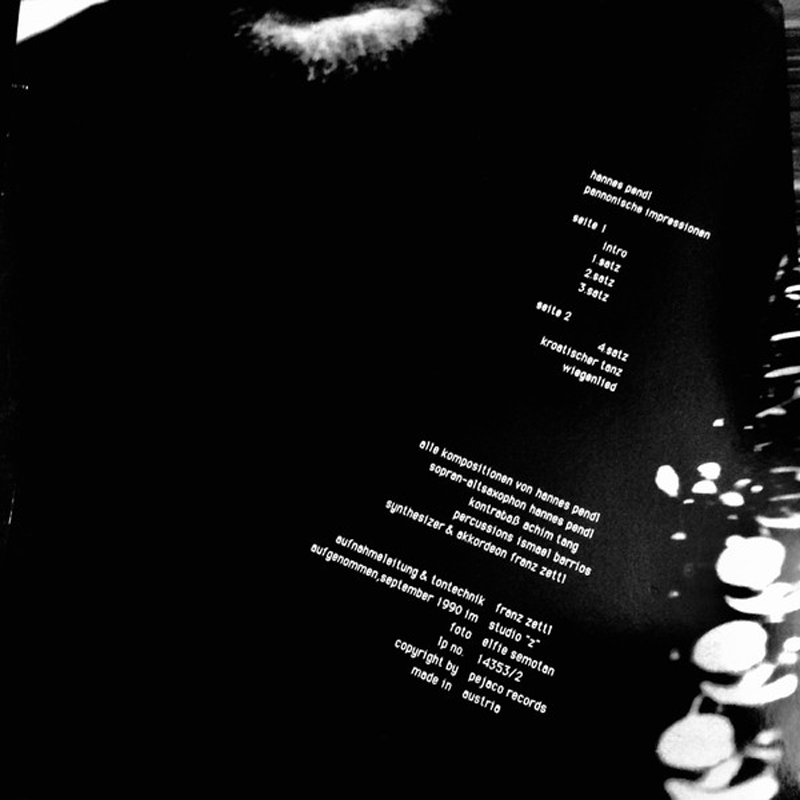 hannes pendl
pannonische impressionen
seite 1
intro
1.satz
2.satz
3.satz
seite 2
4.satz
kroatischer tanz
wiegenlied
alle kompositionen von hannes pendl
sopran-altsaxophon hannes pendl
kontrabaß achim tang
percussions ismael barrios
synthesizer & akkordeon franz zettl
aufnahmeleitung & tontechnik franz zettl
aufgenommen,september 1990 im studio "z"
foto elfie semotan
lp no. 14353/2
copyright by pejaco records
made in austria